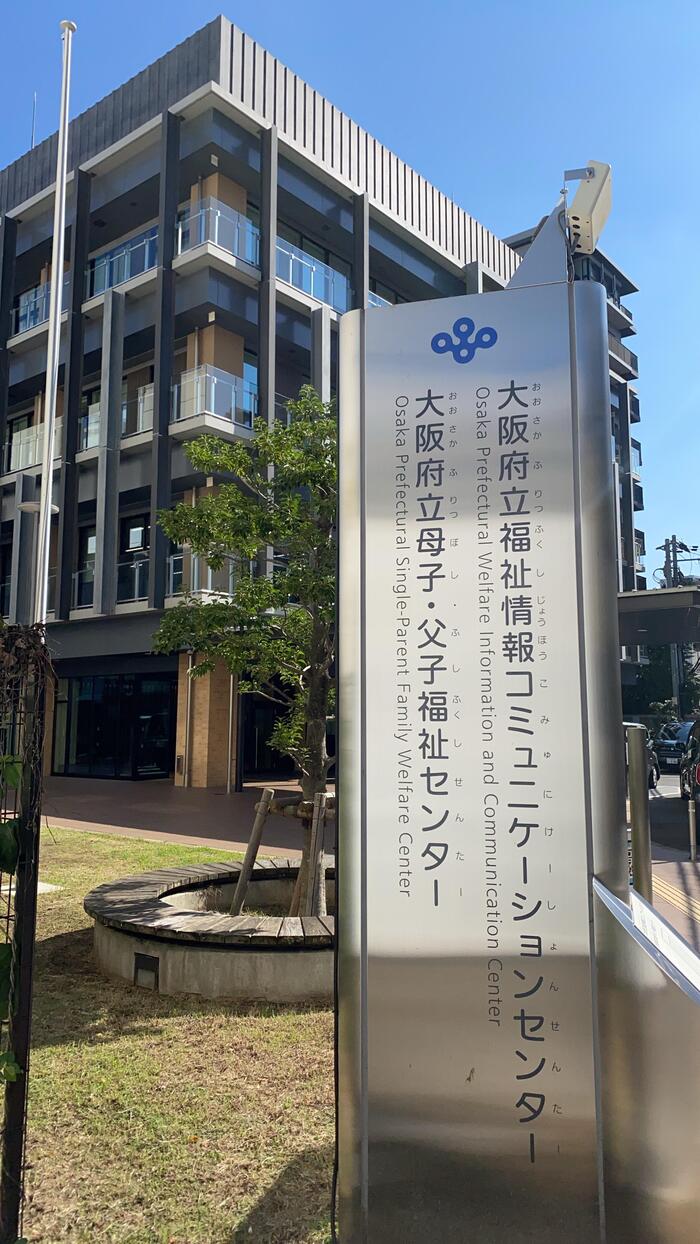 おおさか ふ りつ ふく し じょうほう こ み ゅ に け ー し ょ ん せ ん た ー
大阪府立福祉情報コミュニケーションセンター
Osaka Prefectural Welfare Information and Communication Center
おおさか ふ りつ ぼ し ・ ふ し ふく し せ ん た ー
大阪府立母子・父子福祉センター
Osaka Prefectural Single-Parent Family Welfare Center